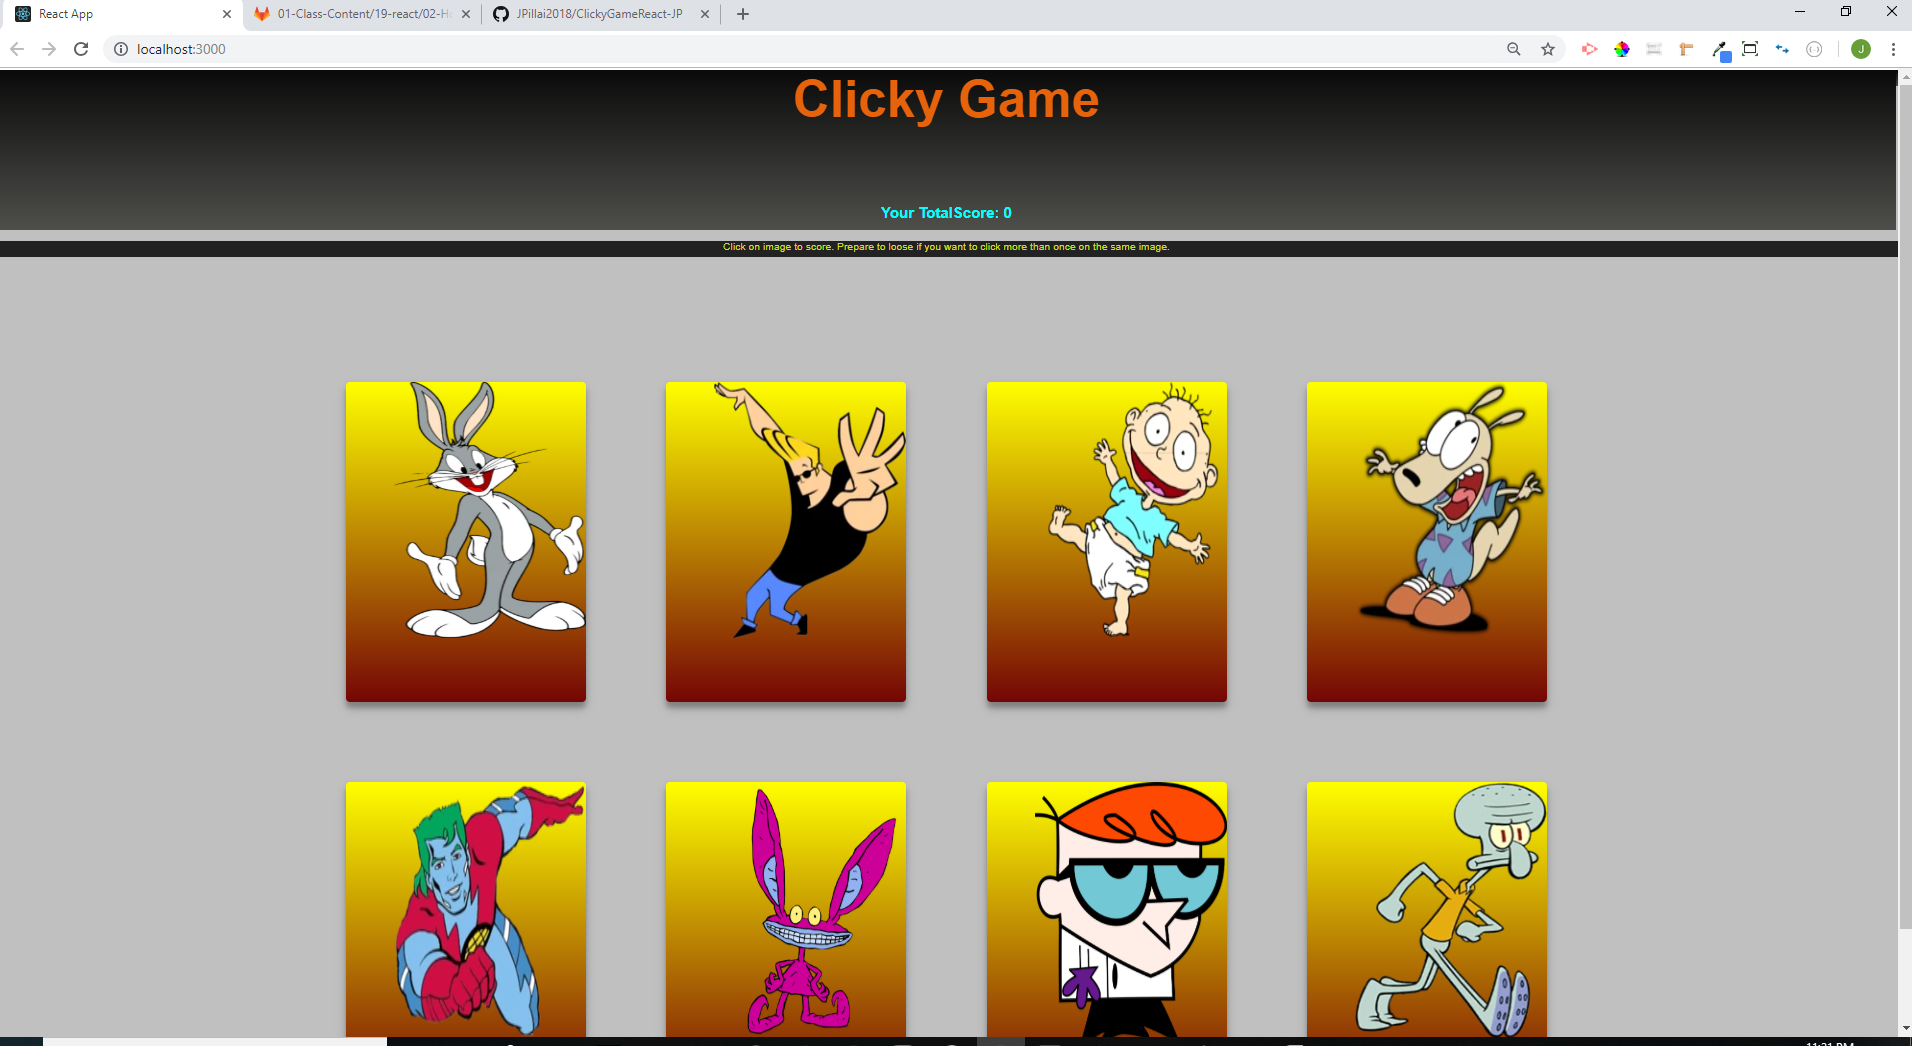 React App
01-Class-Content/19-react/02-Ho
JPillai2018/ClickyGameReact-JP
localhost:3000
J
Clicky Game
Your TotalScore: 0
Click on image to score. Prepare to loose if you want to click more than once on the same image.